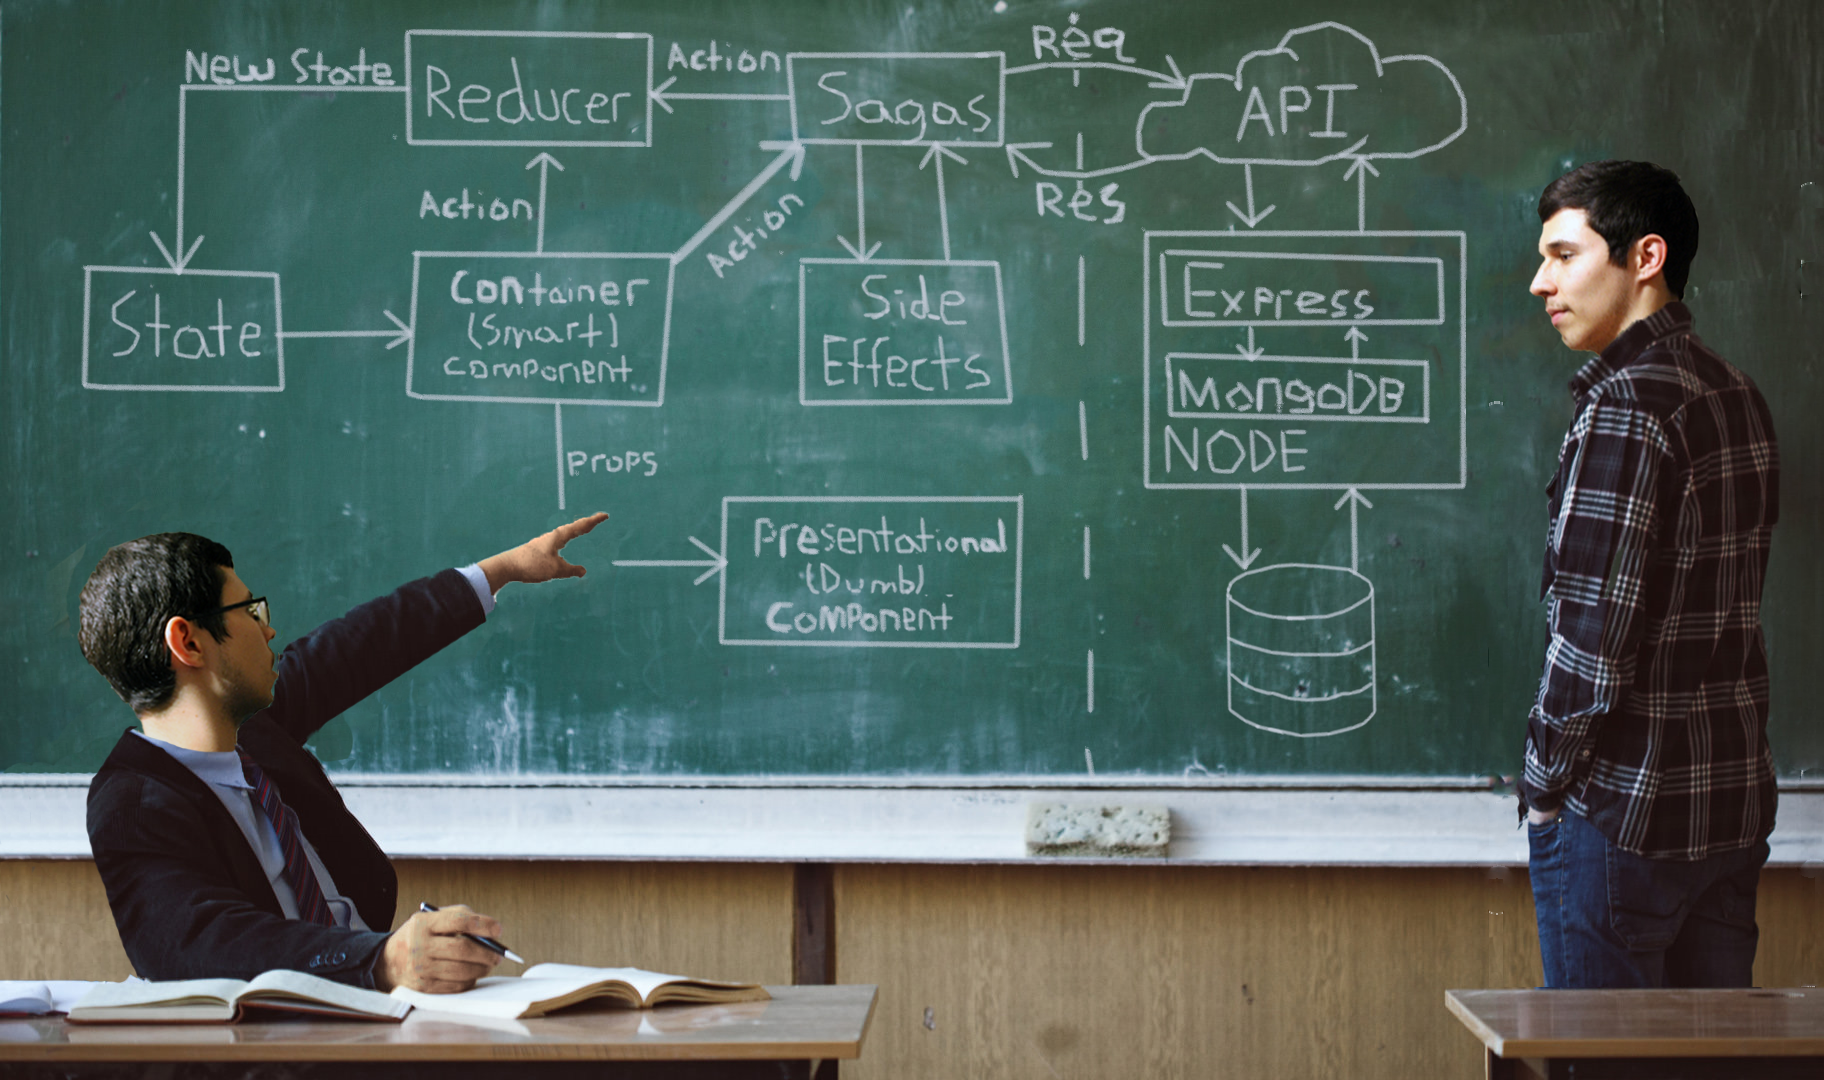 New State
Reducer
Action
Sagas
Req
API
Action
Action
Res
State
Container
(Smart)
component
Side
Effects
Express
MongoDB
NODE
Props
Presentational
(Dumb)
Component